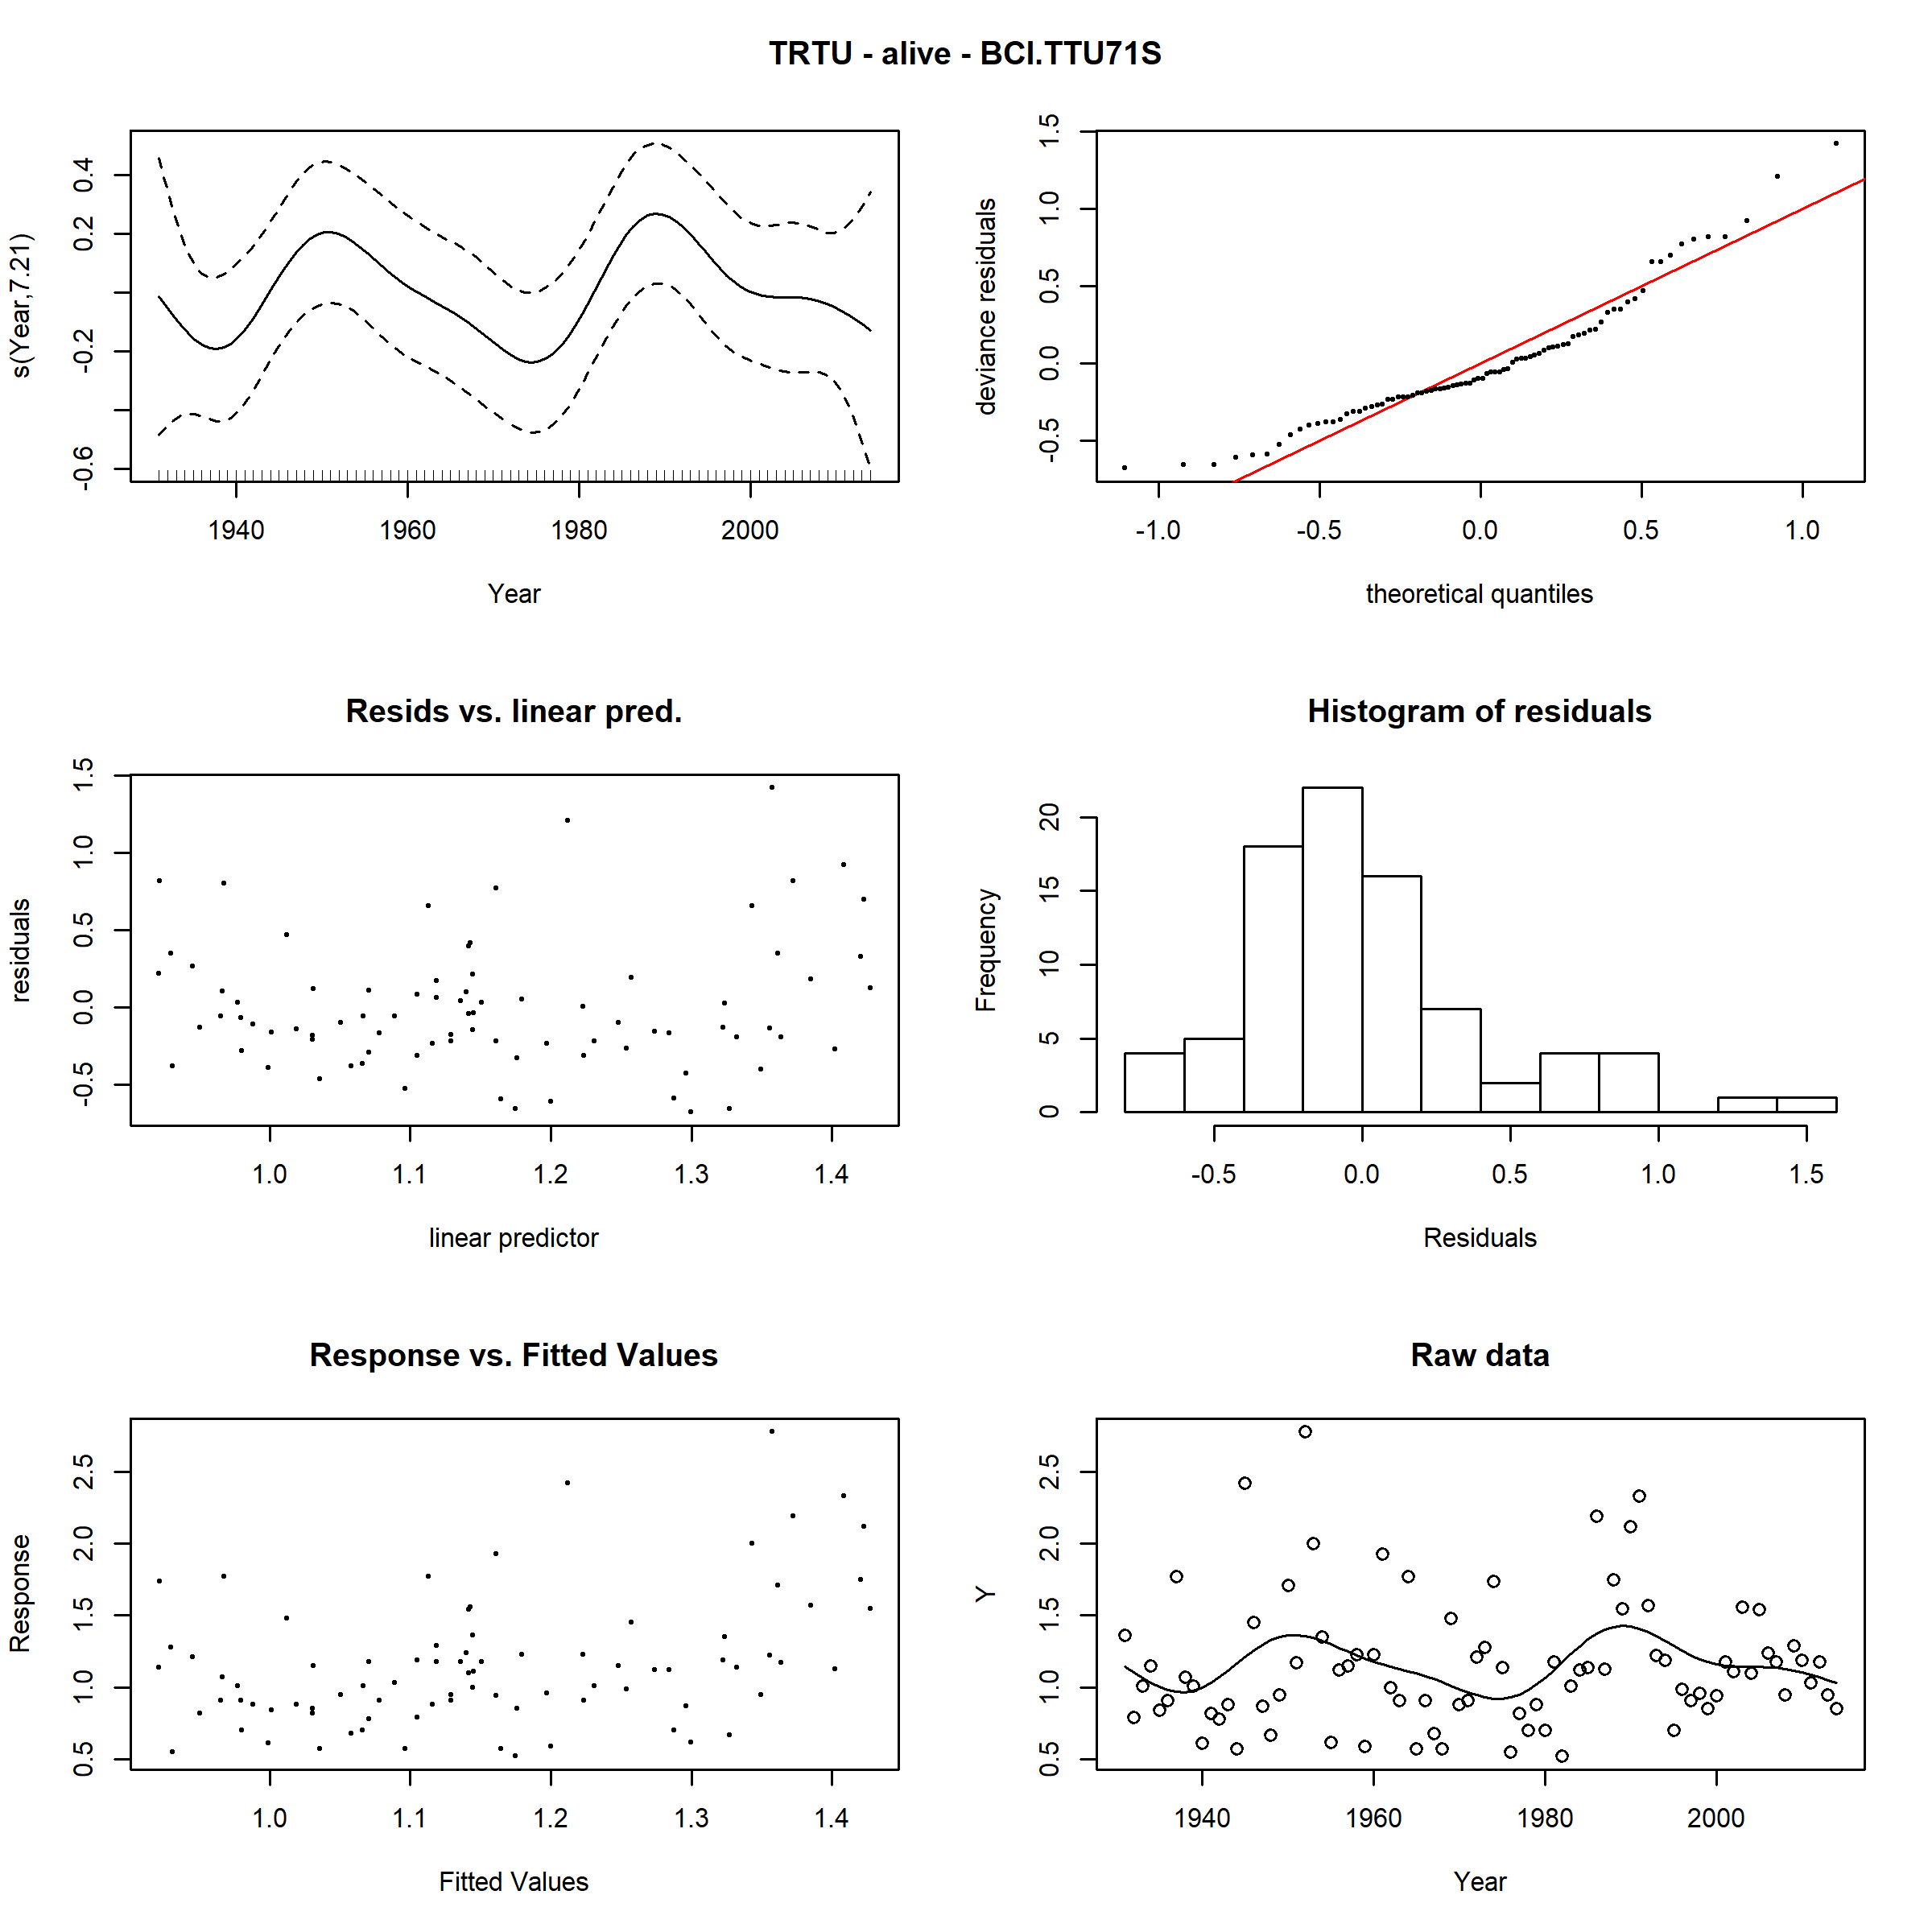 TRTU - alive - BCI.TTU71S
s(Year,7.21)
0.4
0.2
-0.2
-0.6
1940 1960 1980 2000
Year
deviance residuals
1.5
1.0
0.5
0.0
-0.5
-1.0 -0.5 0.0 0.5 1.0
theoretical quantiles
Resids vs. linear pred.
residuals
1.5
1.0
0.5
0.0
-0.5
1.0 1.1 1.2 1.3 1.4
linear predictor
Histogram of residuals
Frequency
20
15
10
5
0
-0.5 0.0 0.5 1.0 1.5
Residuals
Response vs. Fitted Values
Response
2.5
2.0
1.5
1.0
0.5
1.0 1.1 1.2 1.3 1.4
Fitted Values
Raw data
Y
2.5
2.0
1.5
1.0
0.5
1940 1960 1980 2000
Year